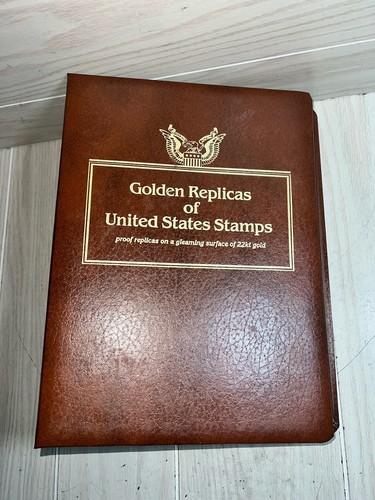 Golden Replicas
of
United States Stamps
proof replicas on a gleaming surface of 22kt gold